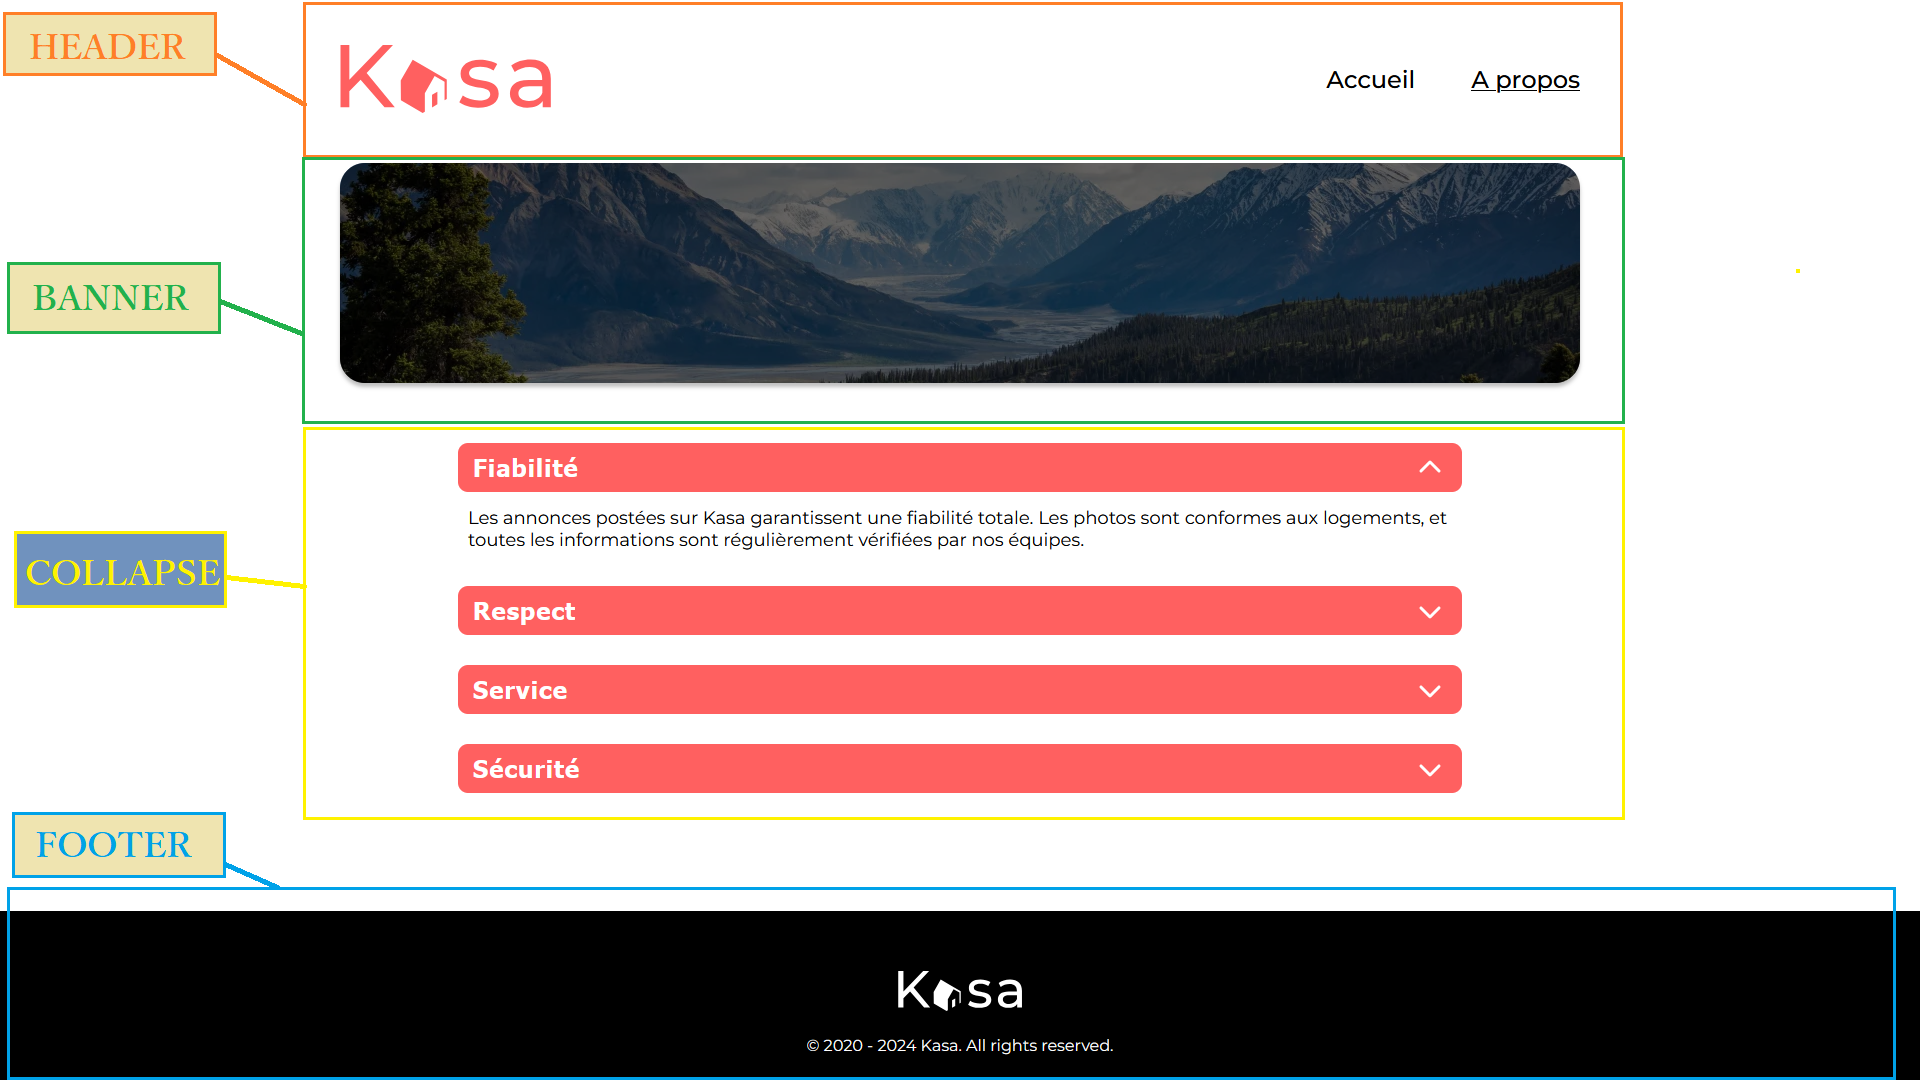 HEADER
Kasa
Accueil A propos
BANNER
Fiabilité
Les annonces postées sur Kasa garantissent une fiabilité totale. Les photos sont conformes aux logements, et
toutes les informations sont régulièrement vérifiées par nos équipes.
COLLAPSE
Respect
Service
Sécurité
FOOTER
Kasa
© 2020 - 2024 Kasa. All rights reserved.